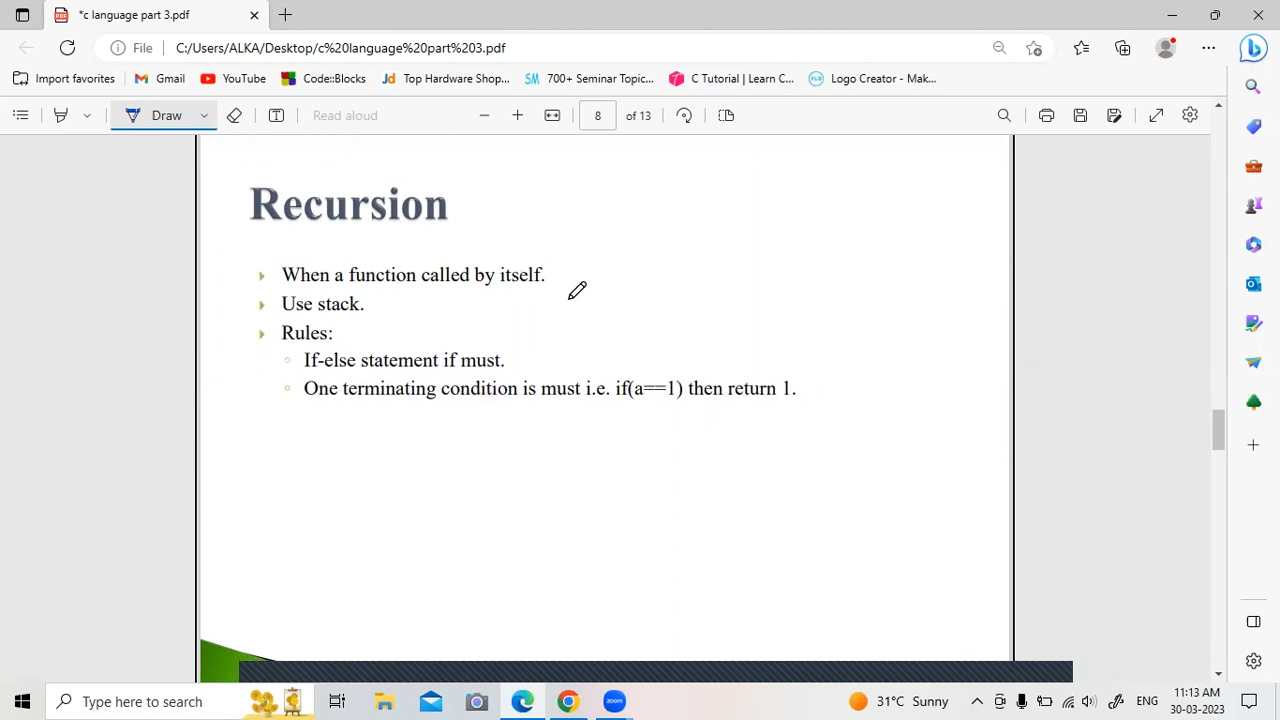 *c language part 3.pdf
File
C:/Users/ALKA/Desktop/c%20language%20part%203.pdf
Import favorites
Gmail
YouTube
Code::Blocks
Jd Top Hardware Shop...
SM 700+ Seminar Topic...
C Tutorial | Learn C...
Logo Creator - Mak...
Draw
Read aloud
8 of 13
Recursion
When a function called by itself.
Use stack.
Rules:
If-else statement if must.
One terminating condition is must i.e. if(a==1) then return 1.
Type here to search
zoom
31°C Sunny
ENG
11:13 AM
30-03-2023